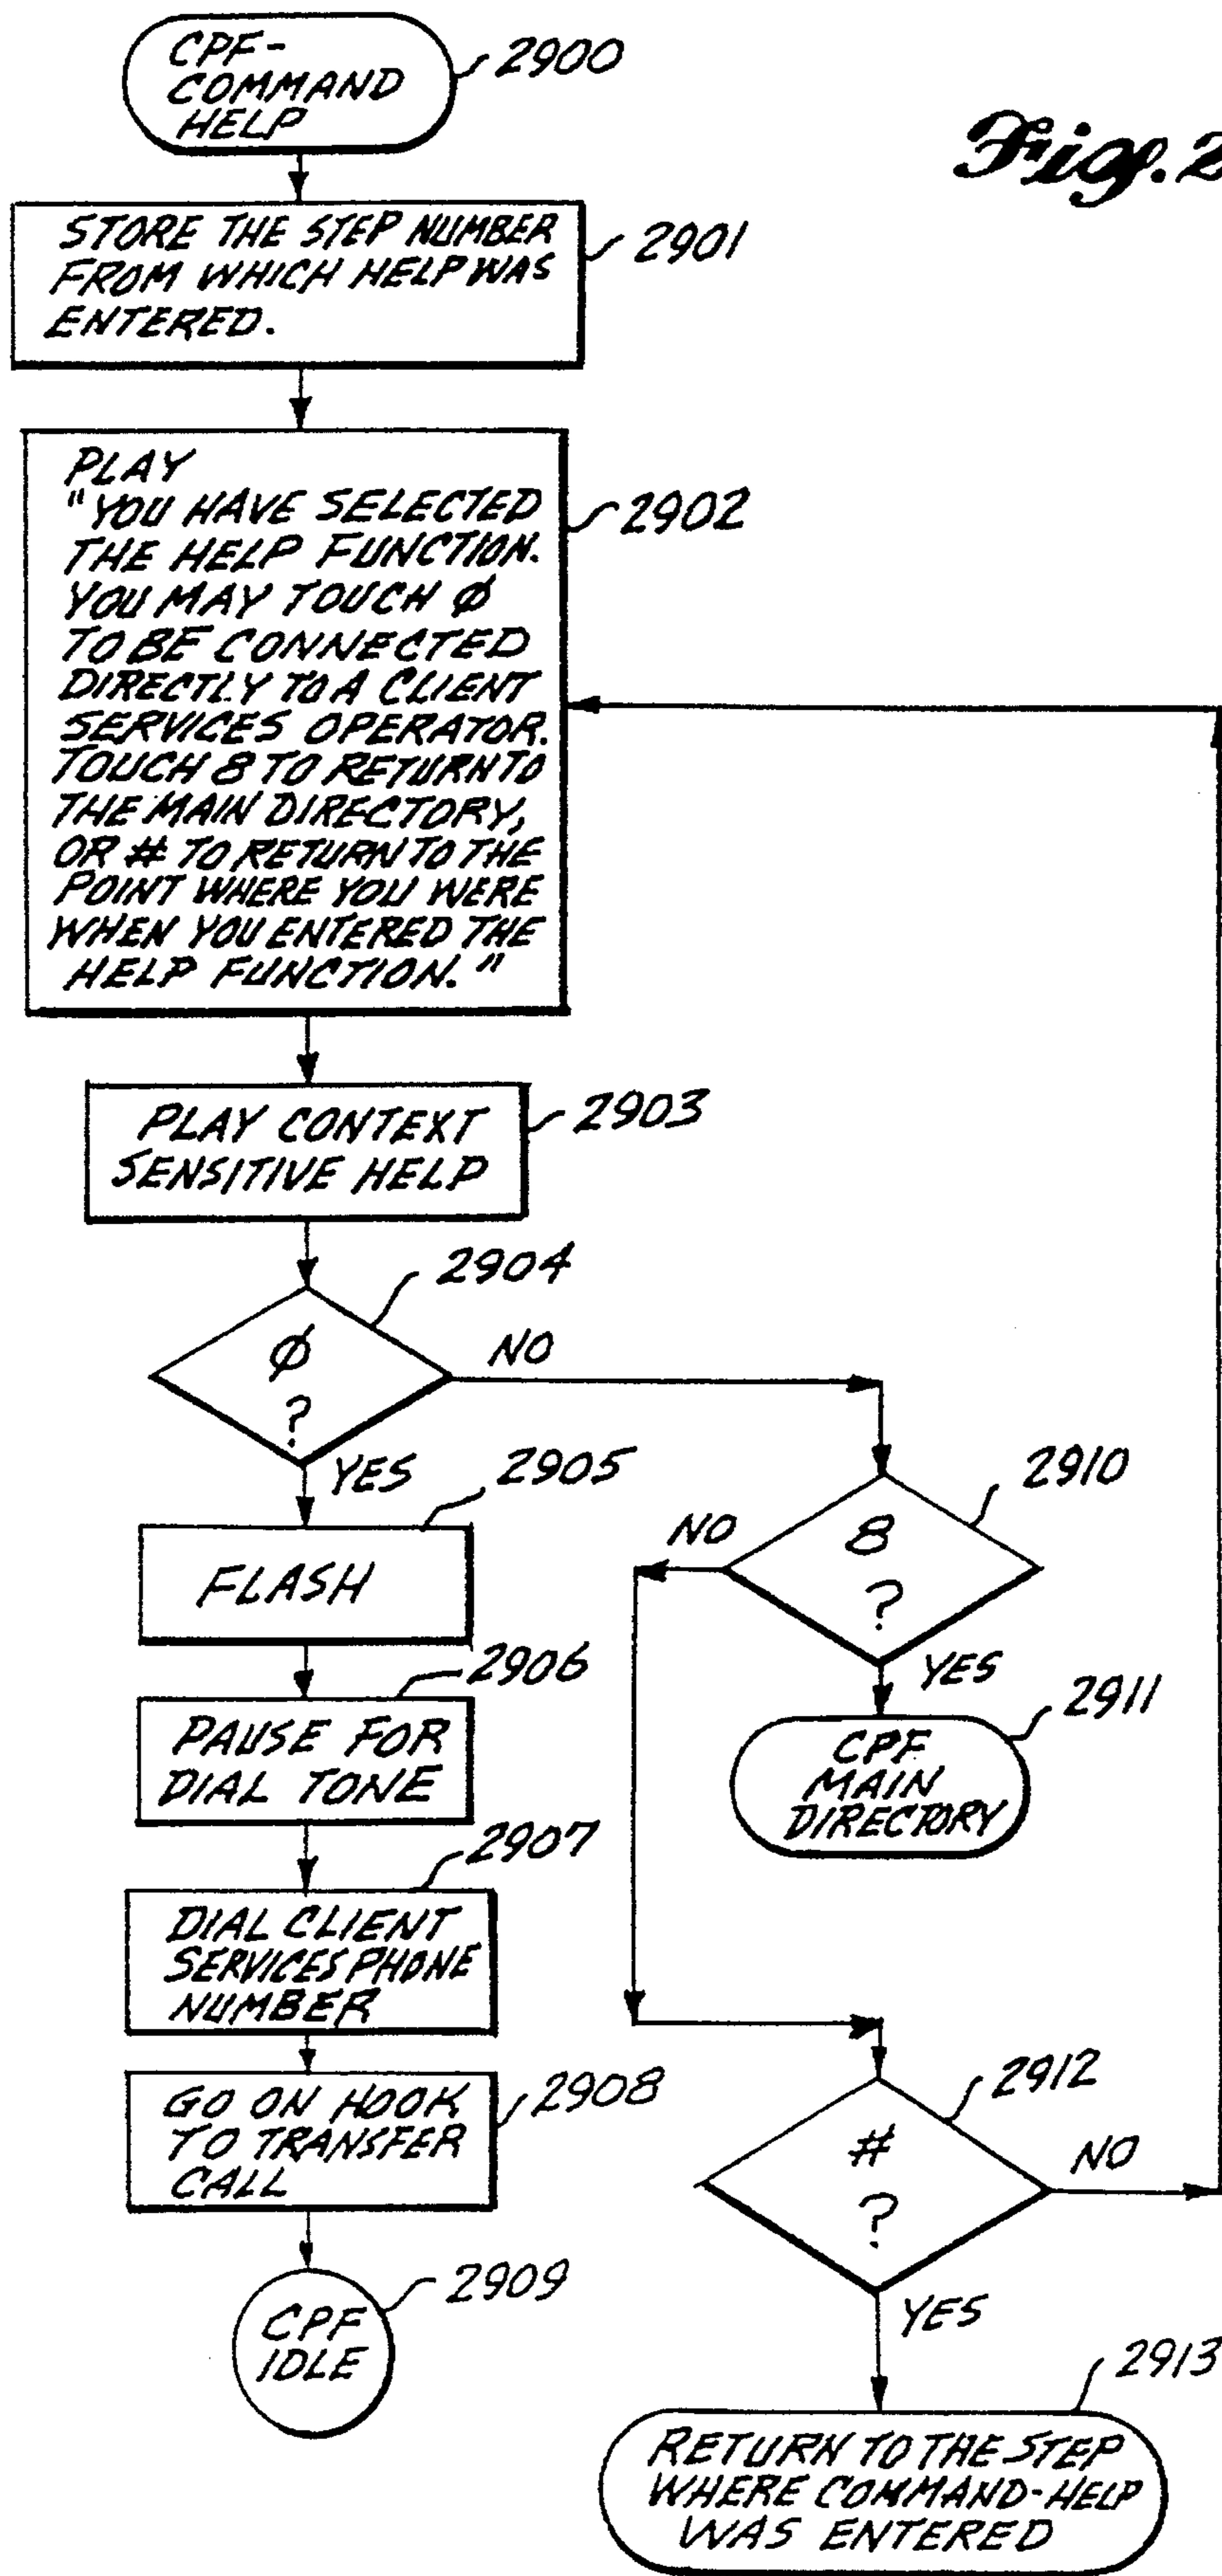 CPF-
COMMAND
HELP
2900
Fig. 2
STORE THE STEP NUMBER
FROM WHICH HELP WAS
ENTERED.
2901
PLAY
"YOU HAVE SELECTED
THE HELP FUNCTION.
YOU MAY TOUCH Ø
TO BE CONNECTED
DIRECTLY TO A CLIENT
SERVICES OPERATOR.
TOUCH 8 TO RETURN TO
THE MAIN DIRECTORY,
OR # TO RETURN TO THE
POINT WHERE YOU WERE
WHEN YOU ENTERED THE
HELP FUNCTION."
2902
PLAY CONTEXT
SENSITIVE HELP
2903
2904
Ø
?
NO
YES
2905
FLASH
2906
PAUSE FOR
DIAL TONE
2907
DIAL CLIENT
SERVICES PHONE
NUMBER
GO ON HOOK
TO TRANSFER
CALL
2908
CPF
IDLE
2909
2910
8
?
NO
YES
2911
CPF
MAIN
DIRECTORY
2912
#
?
NO
YES
2913
RETURN TO THE STEP
WHERE COMMAND-HELP
WAS ENTERED